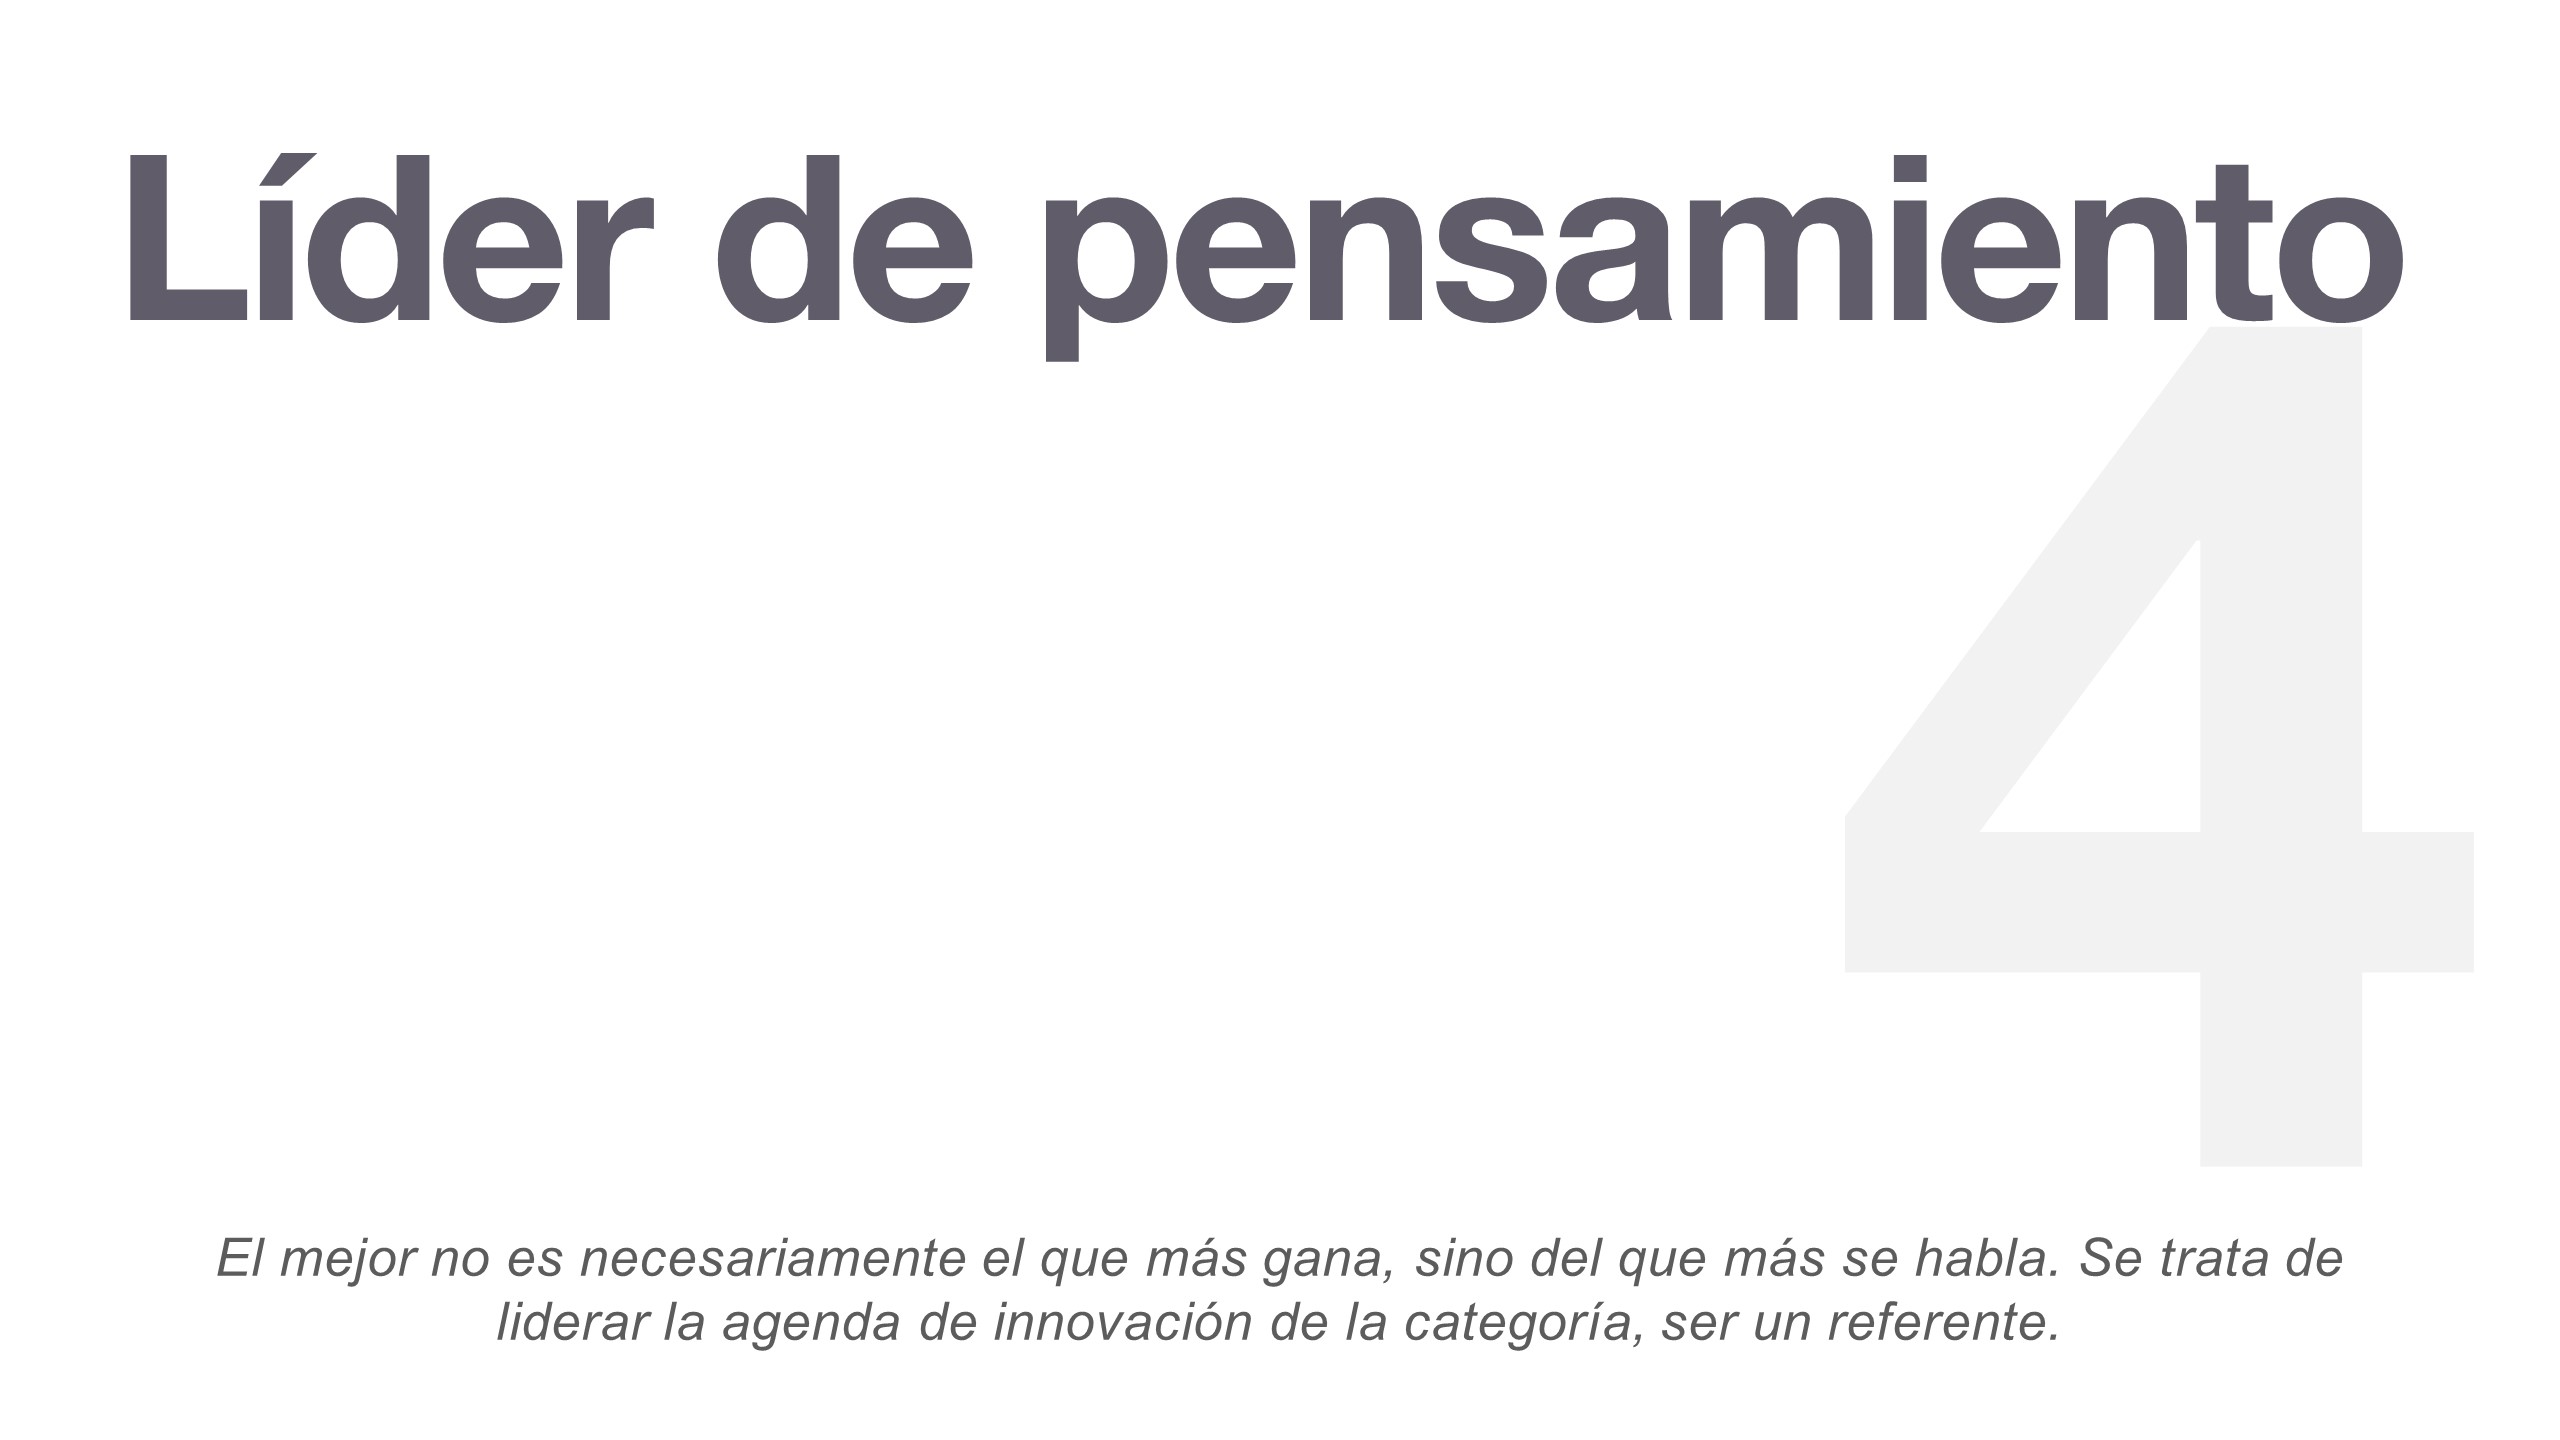 Líder de pensamiento
4
El mejor no es necesariamente el que más gana, sino del que más se habla. Se trata de
liderar la agenda de innovación de la categoría, ser un referente.